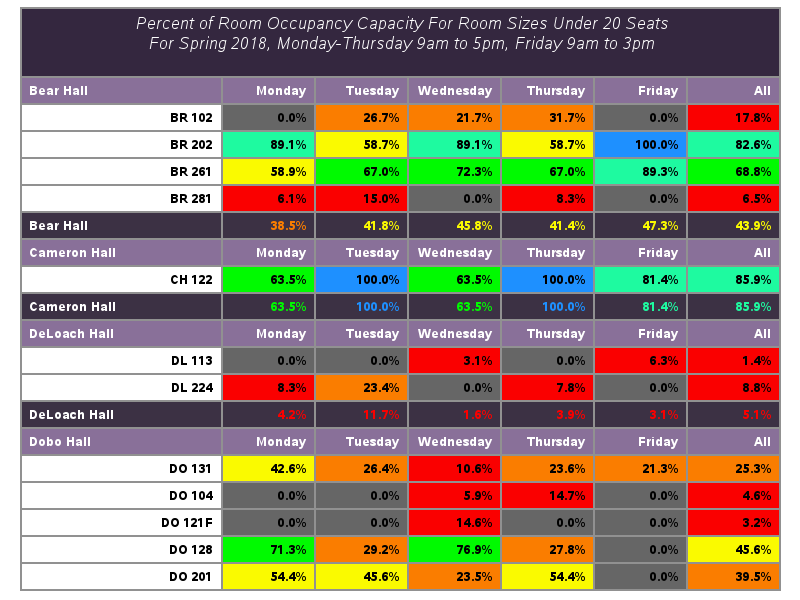 Percent of Room Occupancy Capacity For Room Sizes Under 20 Seats
For Spring 2018, Monday-Thursday 9am to 5pm, Friday 9am to 3pm
Bear Hall Monday Tuesday Wednesday Thursday Friday All
BR 102 0.0% 26.7% 21.7% 31.7% 0.0% 17.8%
BR 202 89.1% 58.7% 89.1% 58.7% 100.0% 82.6%
BR 261 58.9% 67.0% 72.3% 67.0% 89.3% 68.8%
BR 281 6.1% 15.0% 0.0% 8.3% 0.0% 6.5%
Bear Hall 38.5% 41.8% 45.8% 41.4% 47.3% 43.9%
Cameron Hall Monday Tuesday Wednesday Thursday Friday All
CH 122 63.5% 100.0% 63.5% 100.0% 81.4% 85.9%
Cameron Hall 63.5% 100.0% 63.5% 100.0% 81.4% 85.9%
DeLoach Hall Monday Tuesday Wednesday Thursday Friday All
DL 113 0.0% 0.0% 3.1% 0.0% 6.3% 1.4%
DL 224 8.3% 23.4% 0.0% 7.8% 0.0% 8.8%
DeLoach Hall 4.2% 11.7% 1.6% 3.9% 3.1% 5.1%
Dobo Hall Monday Tuesday Wednesday Thursday Friday All
DO 131 42.6% 26.4% 10.6% 23.6% 21.3% 25.3%
DO 104 0.0% 0.0% 5.9% 14.7% 0.0% 4.6%
DO 121F 0.0% 0.0% 14.6% 0.0% 0.0% 3.2%
DO 128 71.3% 29.2% 76.9% 27.8% 0.0% 45.6%
DO 201 54.4% 45.6% 23.5% 54.4% 0.0% 39.5%